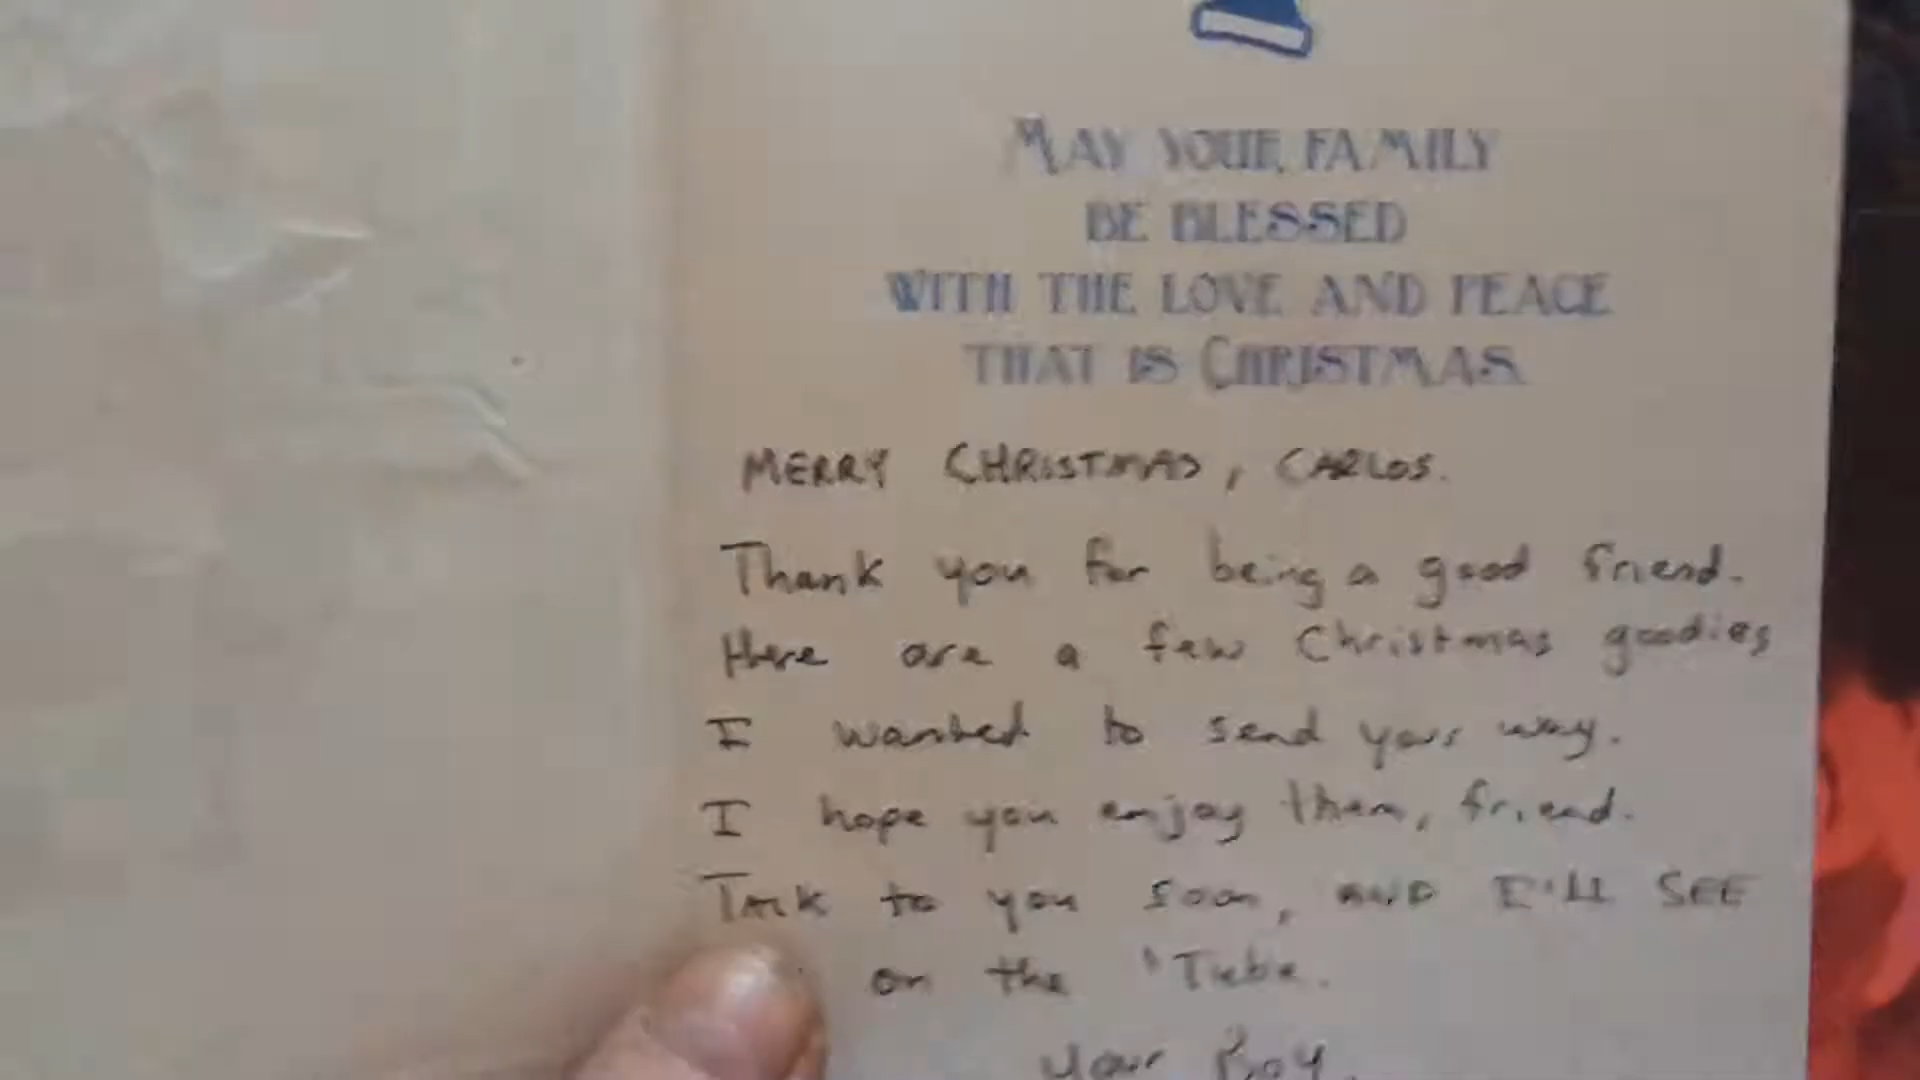 MAY YOUR FAMILY
BE BLESSED
WITH THE LOVE AND PEACE
THAT IS CHRISTMAS
MERRY CHRISTMAS, CARLOS.
Thank you for being a good friend.
Here are a few Christmas goodies
I wanted to send your way.
I hope you enjoy them, friend.
Talk to you soon, AND I'll SEE
on the 'Tube.
Your Boy,